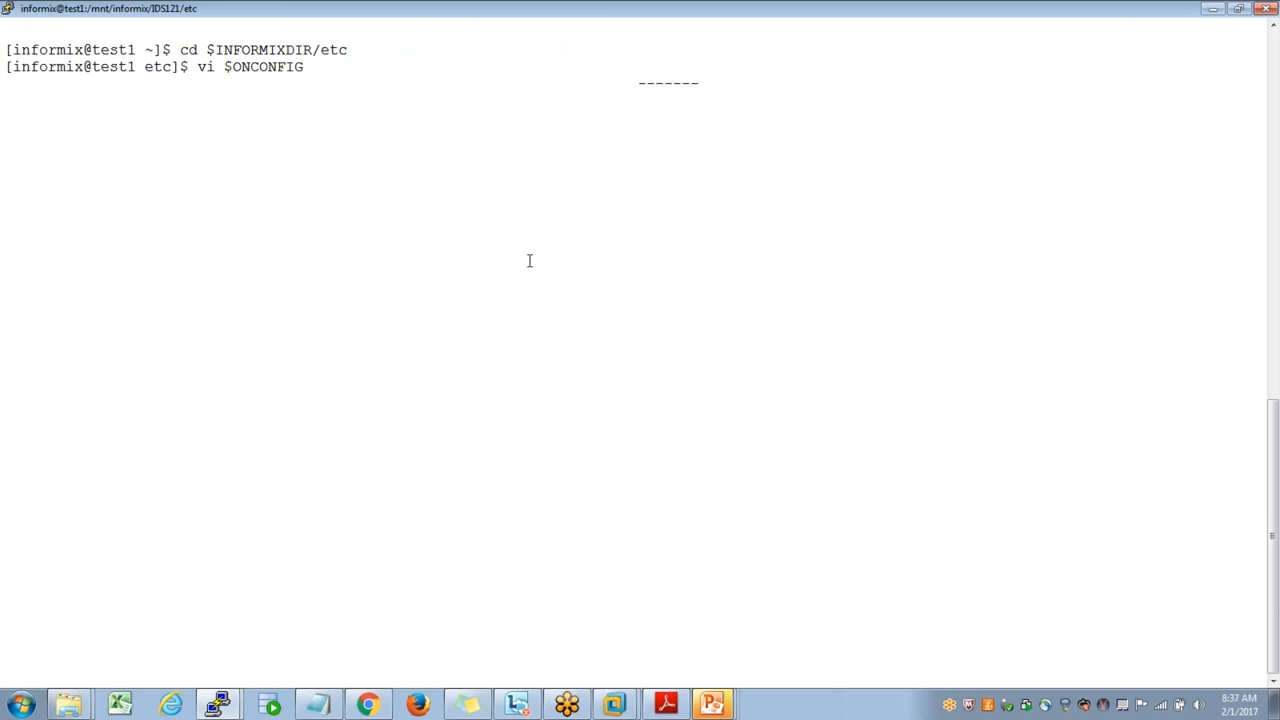 informix@test1:/mnt/informix/IDS121/etc
[informix@test1 ~]$ cd $INFORMIXDIR/etc
[informix@test1 etc]$ vi $ONCONFIG
-------
8:37 AM
2/1/2017